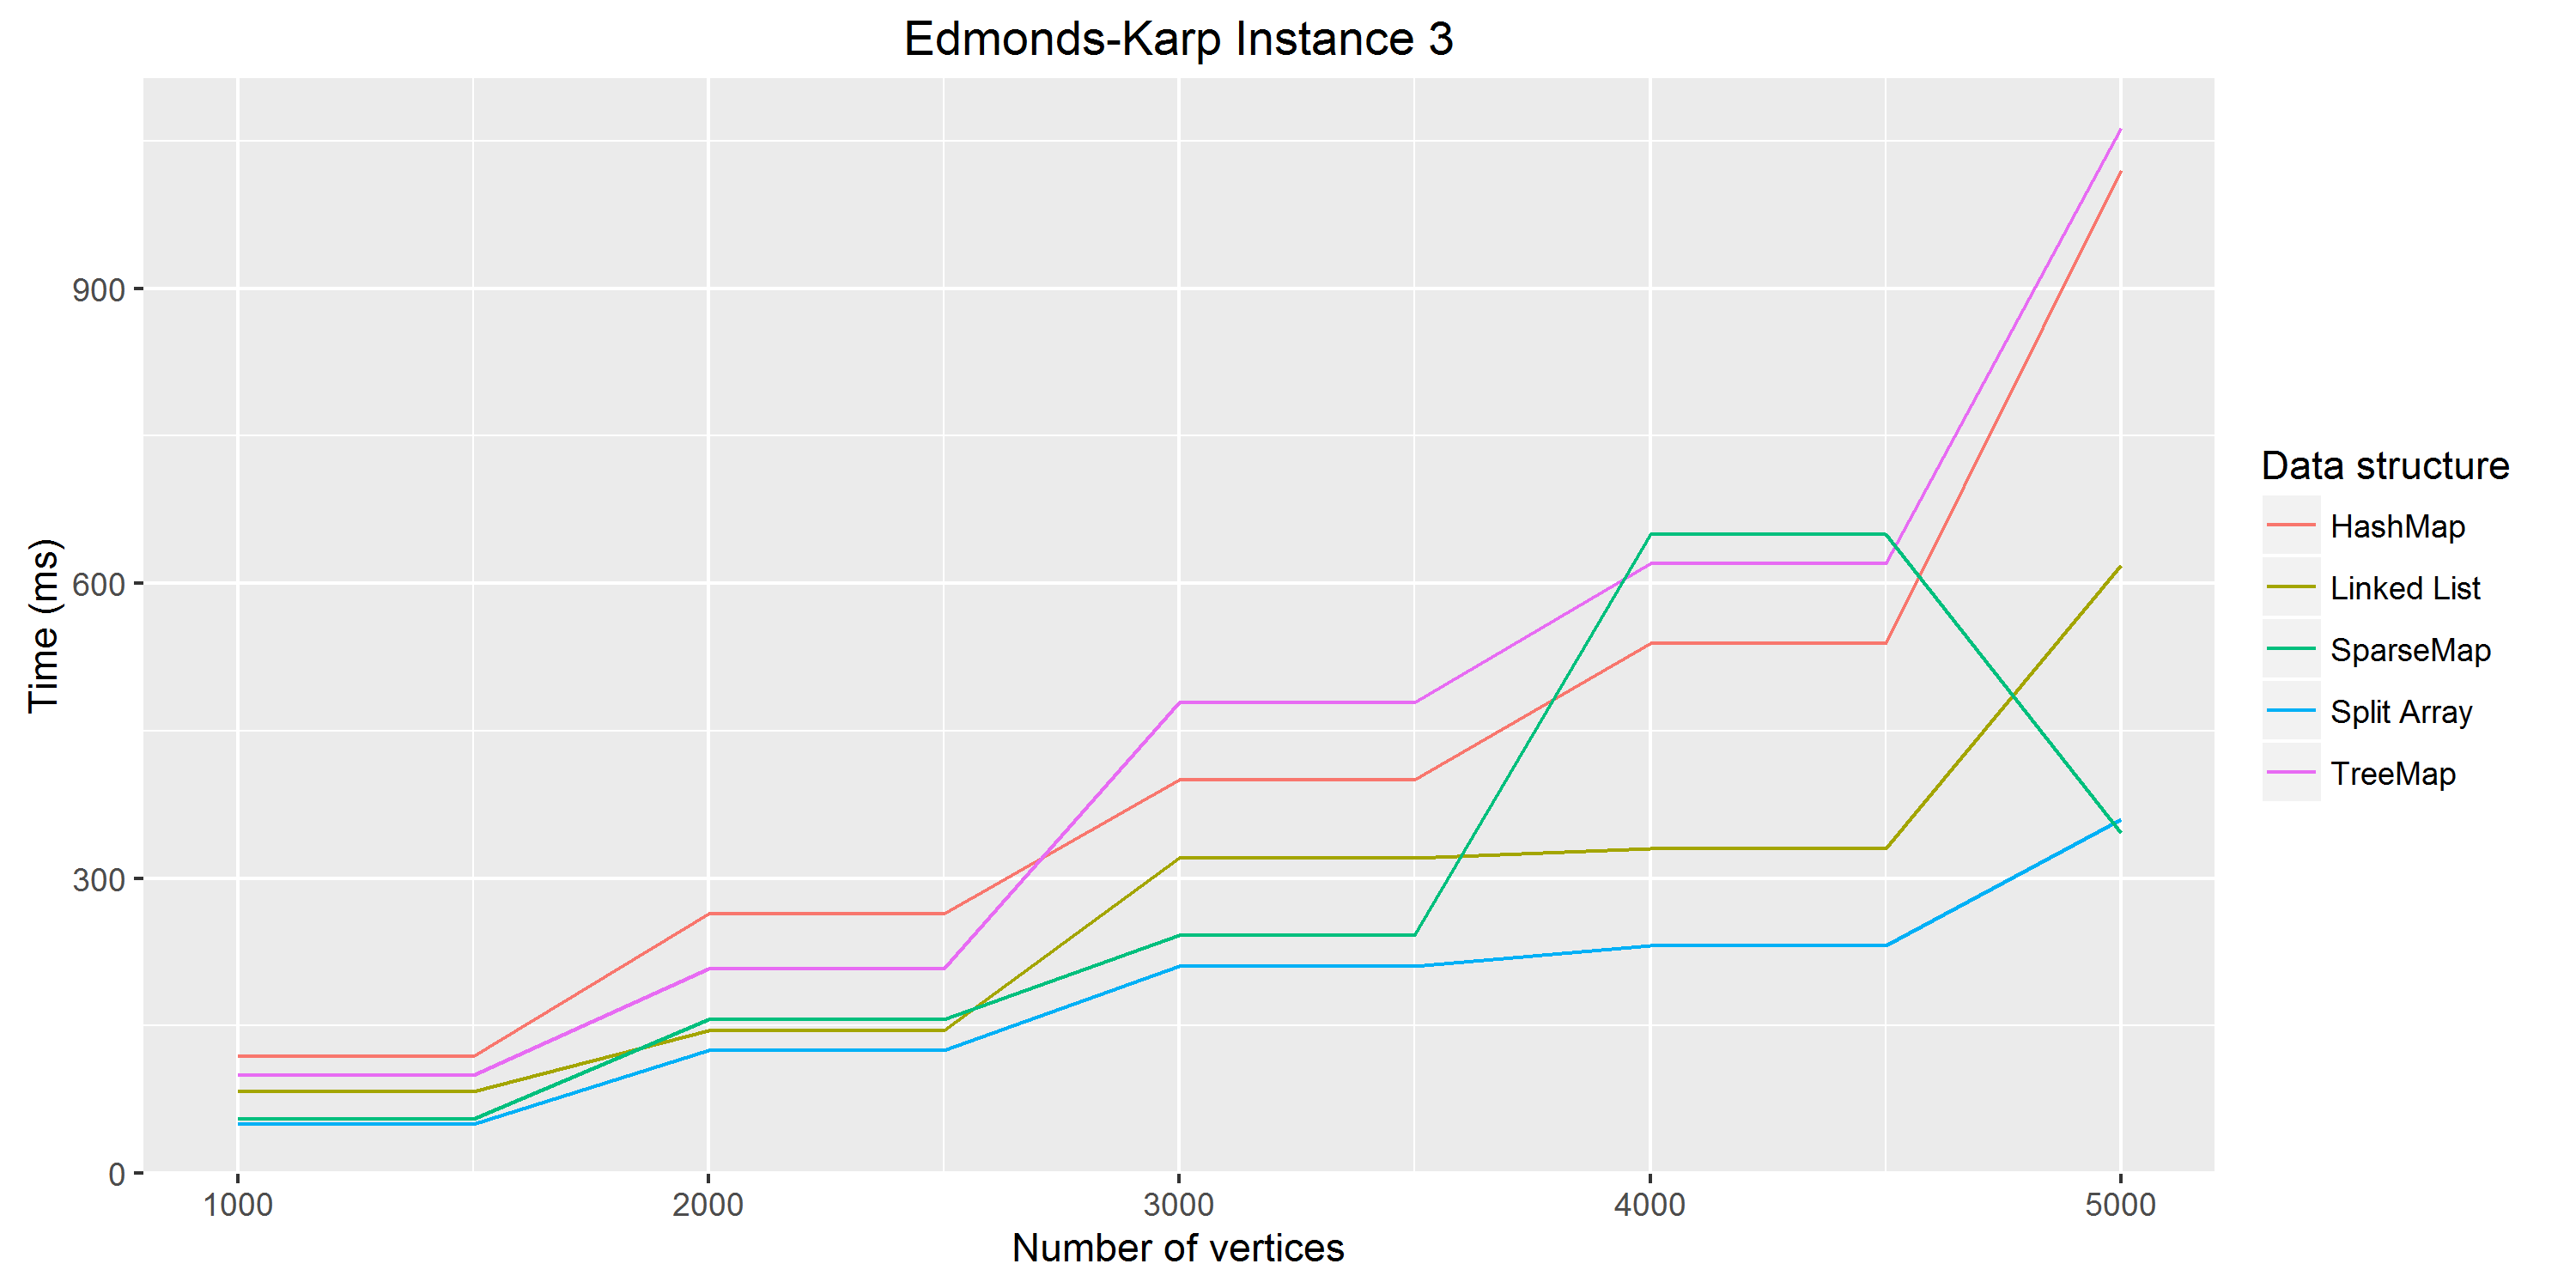 Edmonds-Karp Instance 3
Time (ms)
900
600
300
0
1000 2000 3000 4000 5000
Number of vertices
Data structure
HashMap
Linked List
SparseMap
Split Array
TreeMap